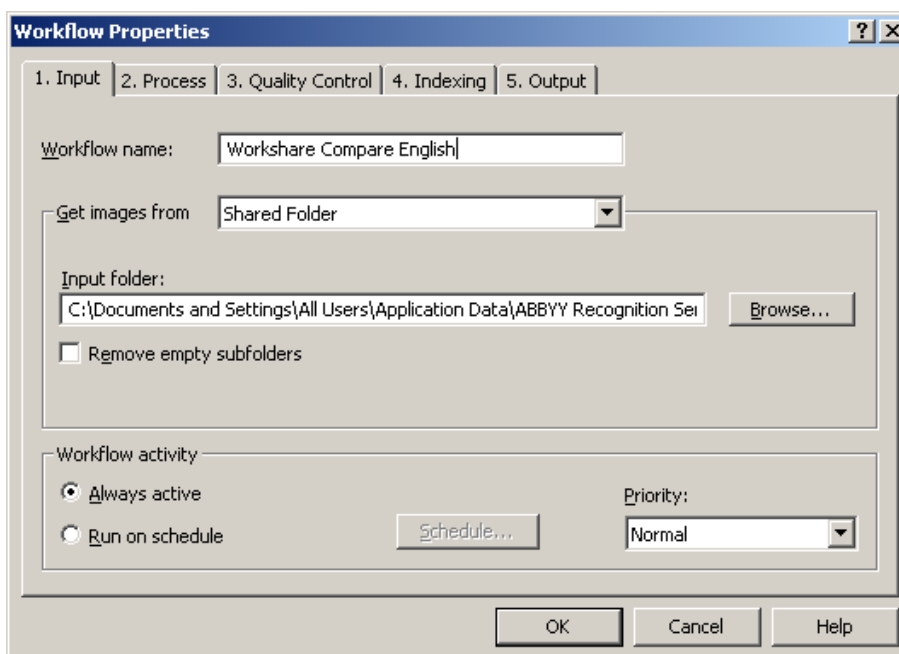 Workflow Properties
1. Input 2. Process 3. Quality Control 4. Indexing 5. Output
Workflow name: Workshare Compare English
Get images from Shared Folder
Input folder:
C:\Documents and Settings\All Users\Application Data\ABBYY Recognition Ser Browse...
Remove empty subfolders
Workflow activity
Always active
Priority:
Run on schedule Schedule... Normal
OK Cancel Help